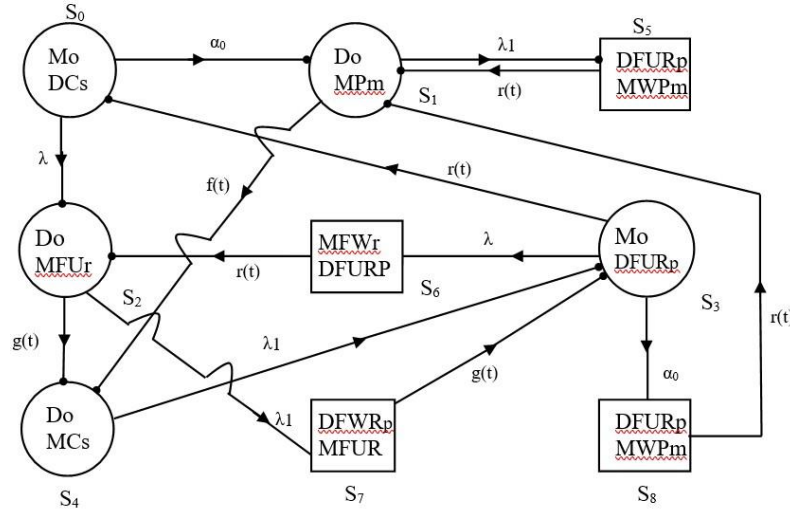 S0
Mo
DCs
α0
Do
MPm
λ1
r(t)
S5
DFURp
MWPm
S1
λ
f(t)
r(t)
Do
MFUr
r(t)
MFWr
DFURP
λ
Mo
DFURp
S2
S6
S3
g(t)
λ1
g(t)
r(t)
α0
Do
MCs
λ1
DFWRp
MFUR
DFURp
MWPm
S4
S7
S8